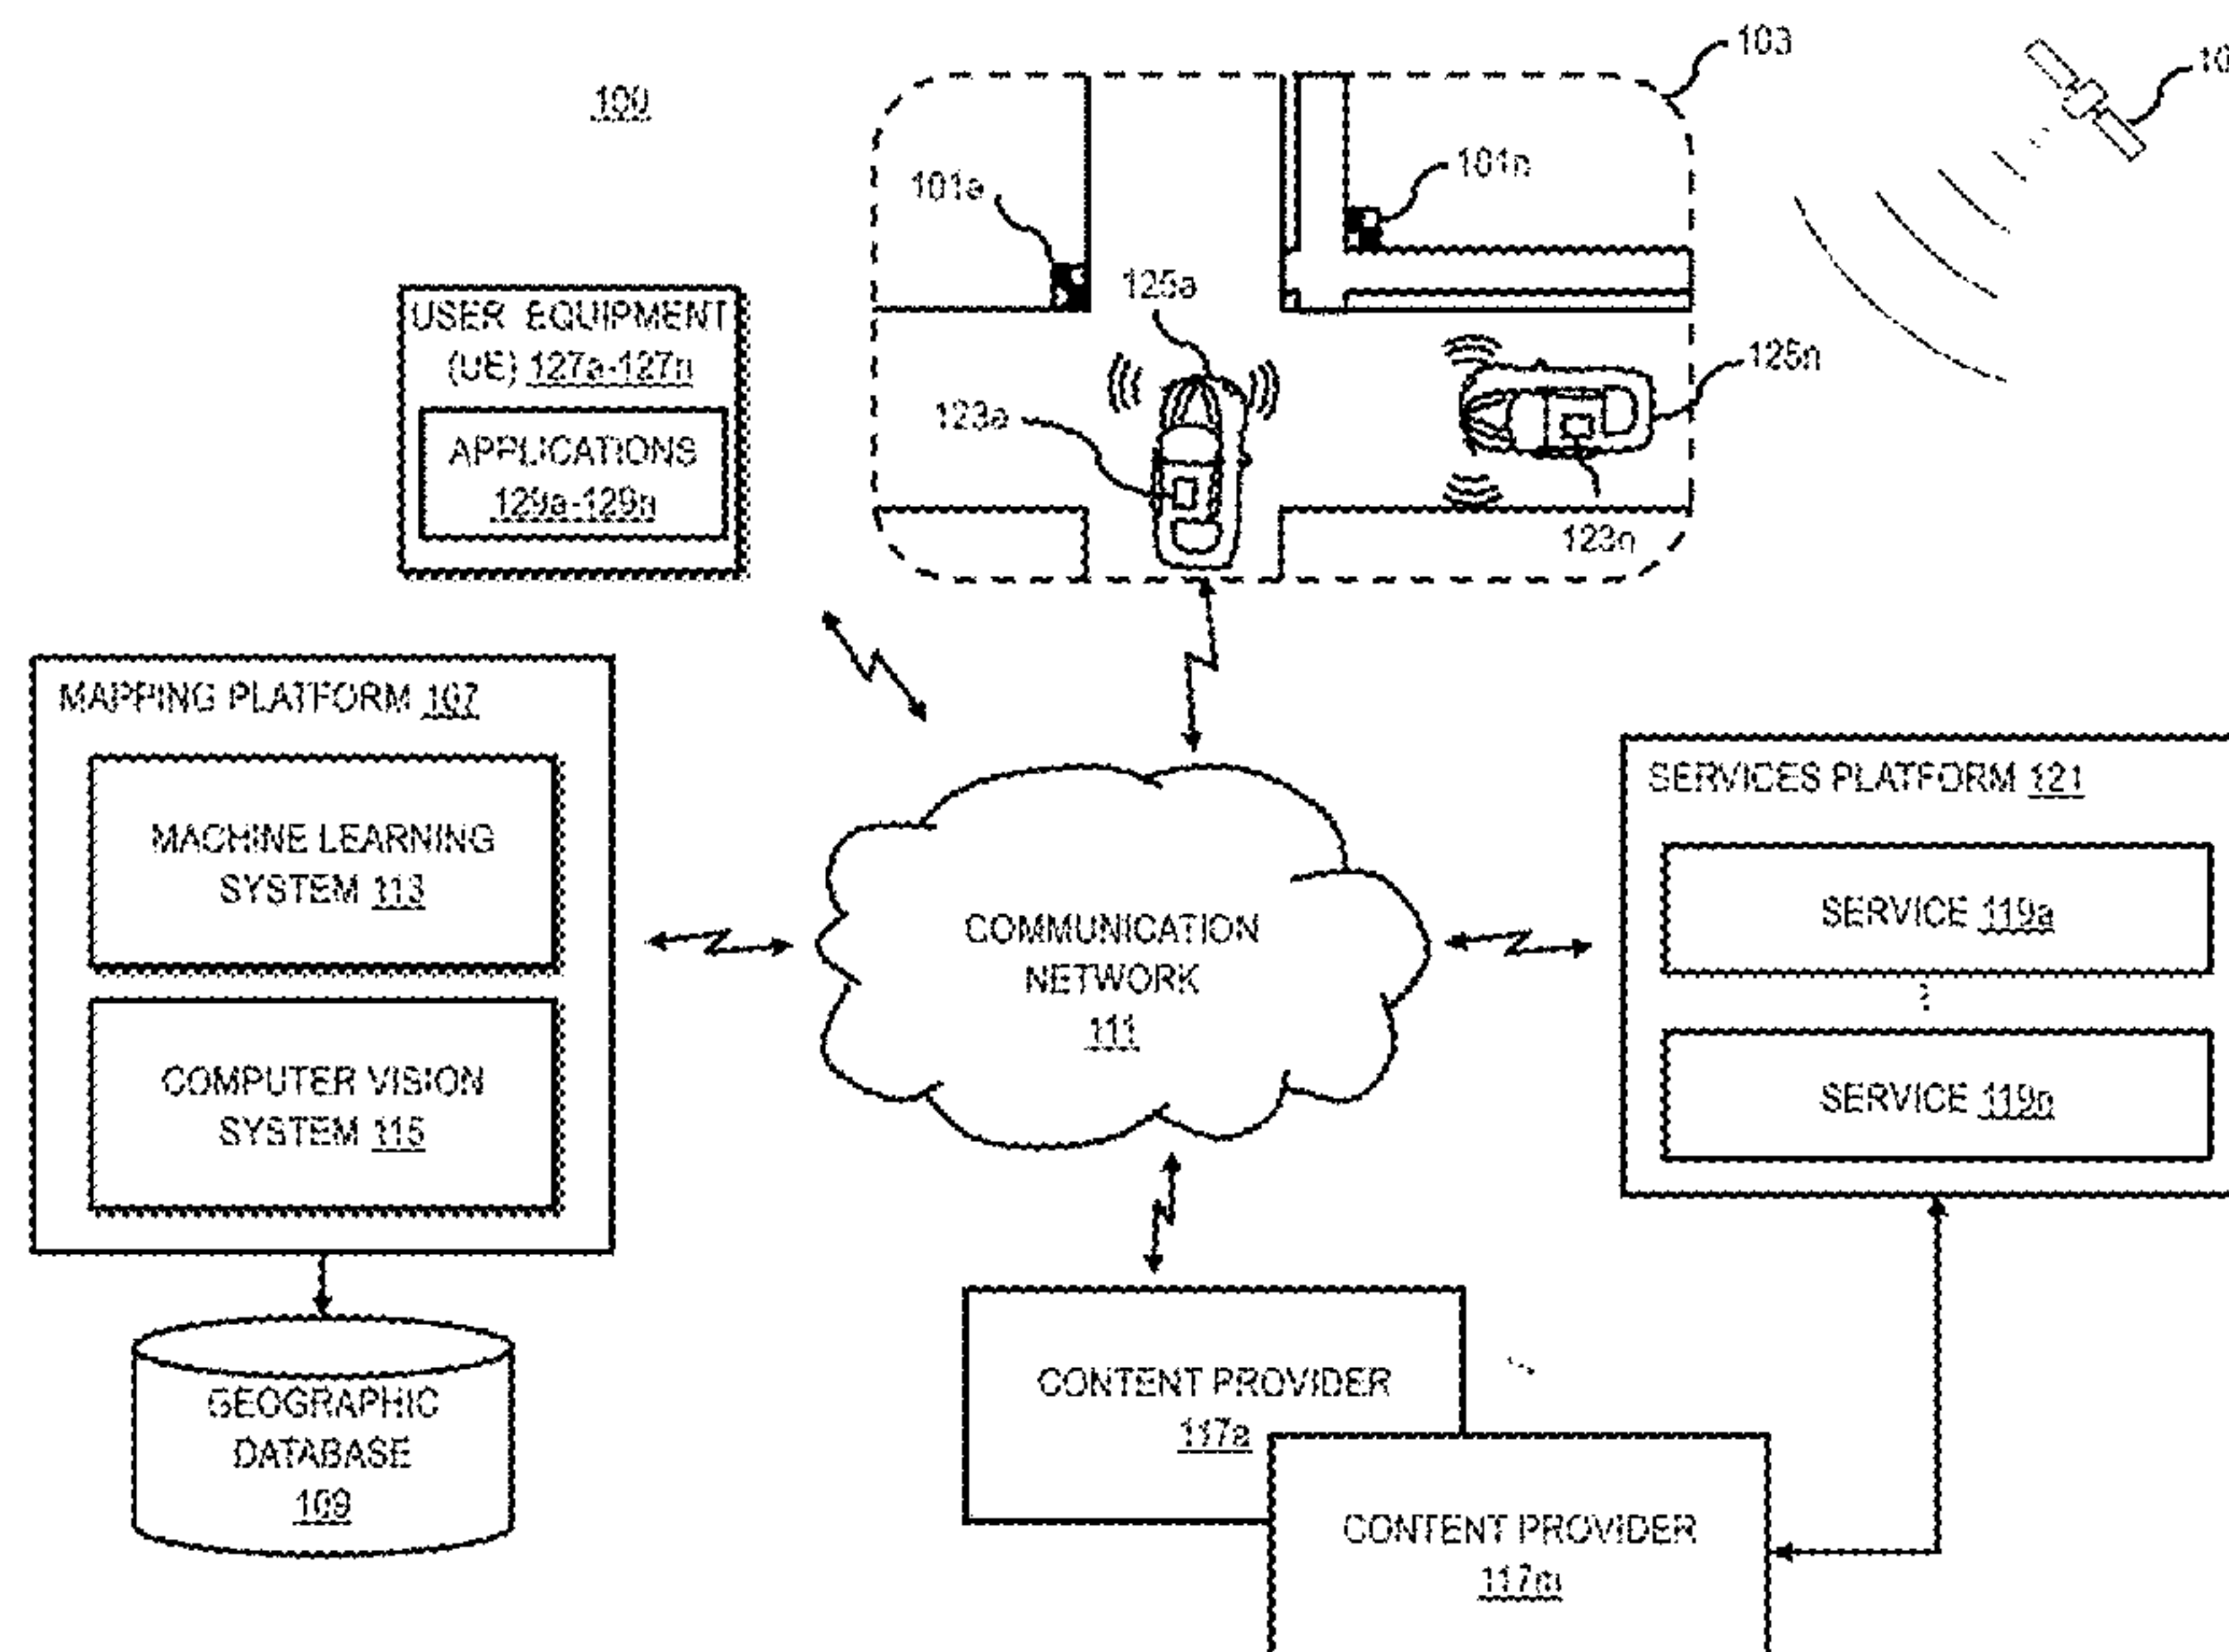 100
103
10
101a
101n
125a
125n
123a
123n
USER EQUIPMENT
(UE) 127a-127n
APPLICATIONS
129a-129n
MAPPING PLATFORM 107
MACHINE LEARNING
SYSTEM 113
COMPUTER VISION
SYSTEM 115
GEOGRAPHIC
DATABASE
109
COMMUNICATION
NETWORK
111
SERVICES PLATFORM 121
SERVICE 119a
SERVICE 119n
CONTENT PROVIDER
117a
CONTENT PROVIDER
117m